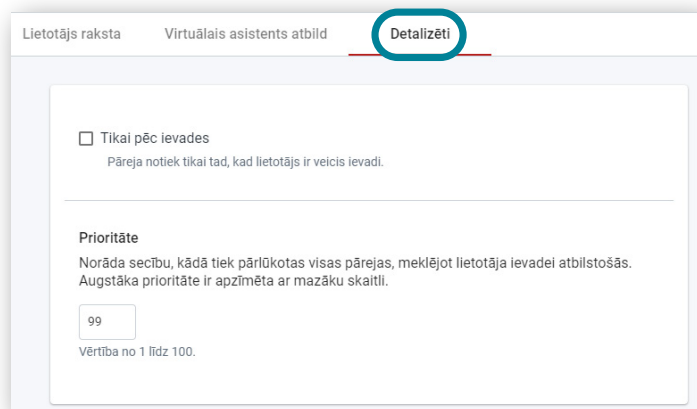 Lietotājs raksta Virtuālais asistents atbild Detalizēti
Tikai pēc ievades
Pāreja notiek tikai tad, kad lietotājs ir veicis ievadi.
Prioritāte
Norāda secību, kādā tiek pārlūkotas visas pārejas, meklējot lietotāja ievadei atbilstošās.
Augstāka prioritāte ir apzīmēta ar mazāku skaitli.
99
Vērtība no 1 līdz 100.